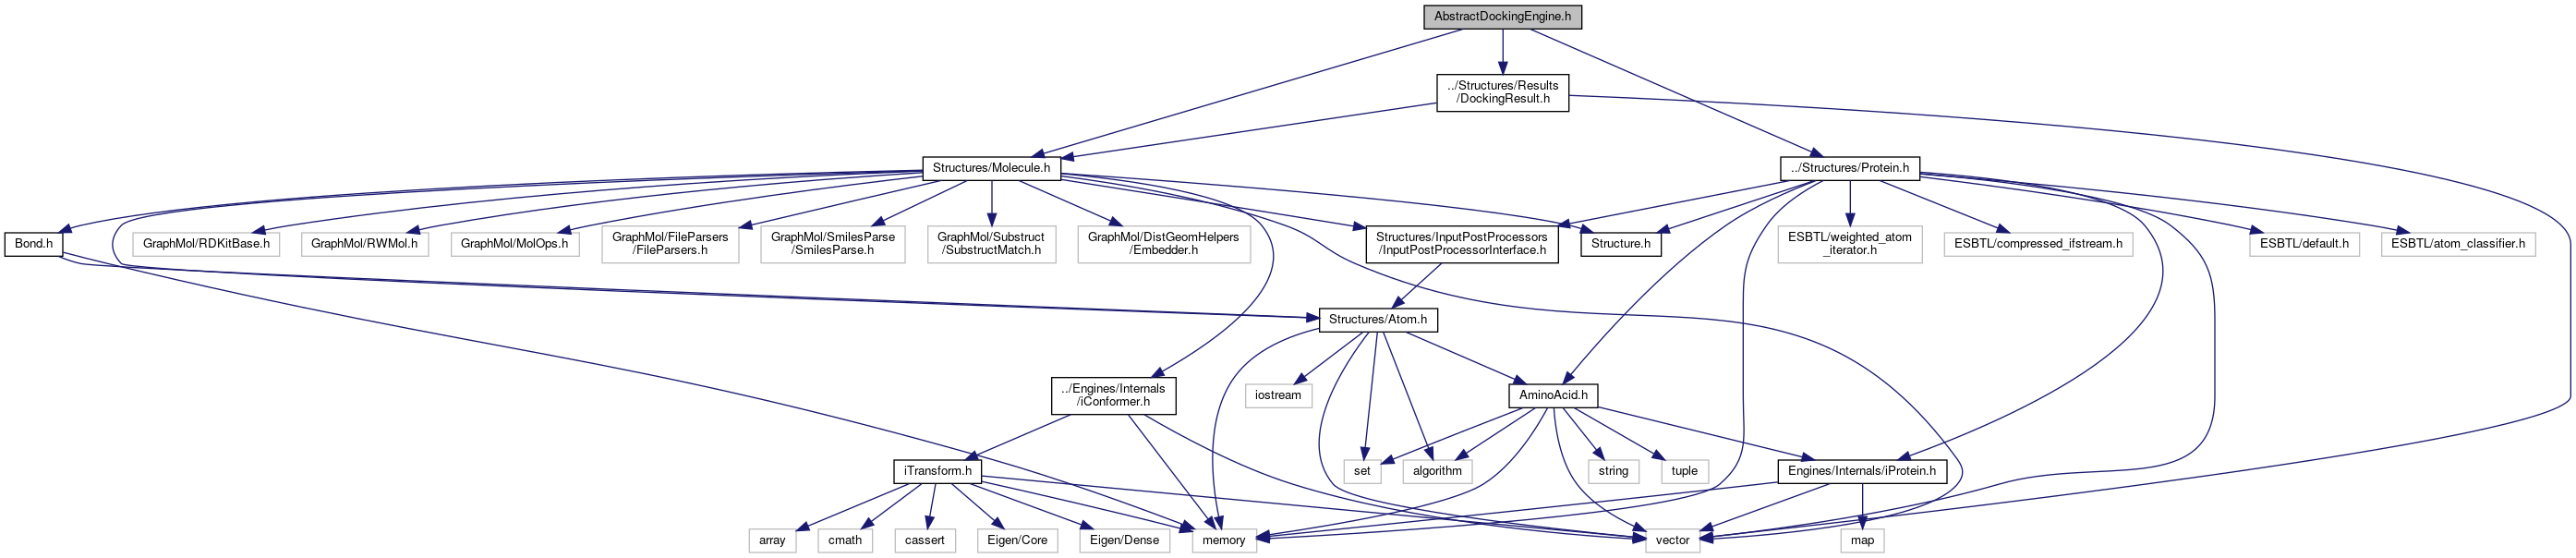 AbstractDockingEngine.h
../Structures/Results
/DockingResult.h
Structures/Molecule.h
../Structures/Protein.h
Bond.h
GraphMol/RDKitBase.h
GraphMol/RWMol.h
GraphMol/MolOps.h
GraphMol/FileParsers
/FileParsers.h
GraphMol/SmilesParse
/SmilesParse.h
GraphMol/Substruct
/SubstructMatch.h
GraphMol/DistGeomHelpers
/Embedder.h
Structures/InputPostProcessors
/InputPostProcessorInterface.h
Structure.h
ESBTL/weighted_atom
_iterator.h
ESBTL/compressed_ifstream.h
ESBTL/default.h
ESBTL/atom_classifier.h
Structures/Atom.h
../Engines/Internals
/iConformer.h
iostream
AminoAcid.h
iTransform.h
set
algorithm
string
tuple
Engines/Internals/iProtein.h
array
cmath
cassert
Eigen/Core
Eigen/Dense
memory
vector
map